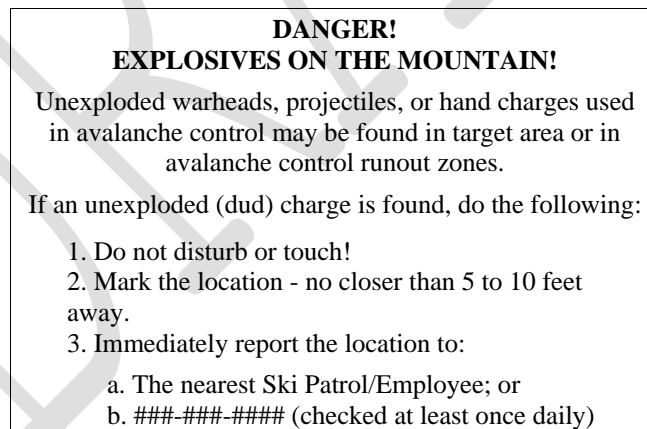 DANGER!
EXPLOSIVES ON THE MOUNTAIN!
Unexploded warheads, projectiles, or hand charges used
in avalanche control may be found in target area or in
avalanche control runout zones.
If an unexploded (dud) charge is found, do the following:
1. Do not disturb or touch!
2. Mark the location - no closer than 5 to 10 feet
away.
3. Immediately report the location to:
a. The nearest Ski Patrol/Employee; or
b. ###-###-#### (checked at least once daily)